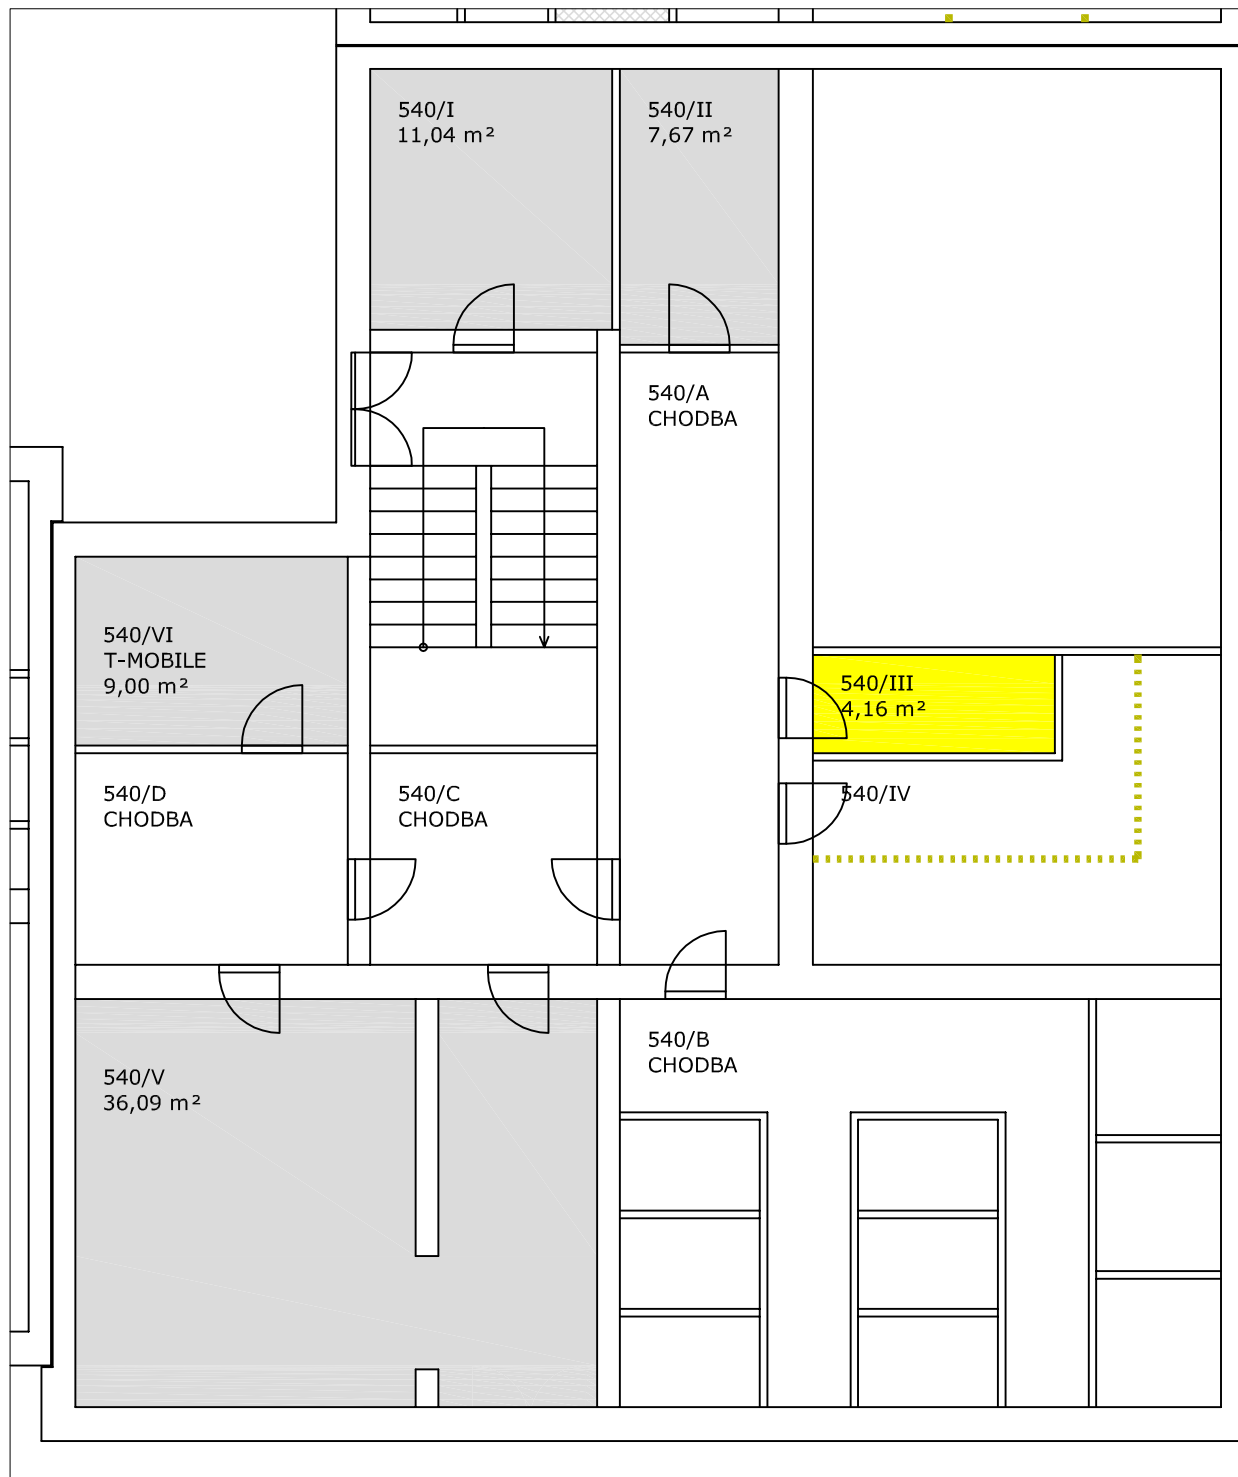 540/I
11,04 m²
540/II
7,67 m²
540/A
CHODBA
540/VI
T-MOBILE
9,00 m²
540/III
4,16 m²
540/D
CHODBA
540/C
CHODBA
540/IV
540/V
36,09 m²
540/B
CHODBA